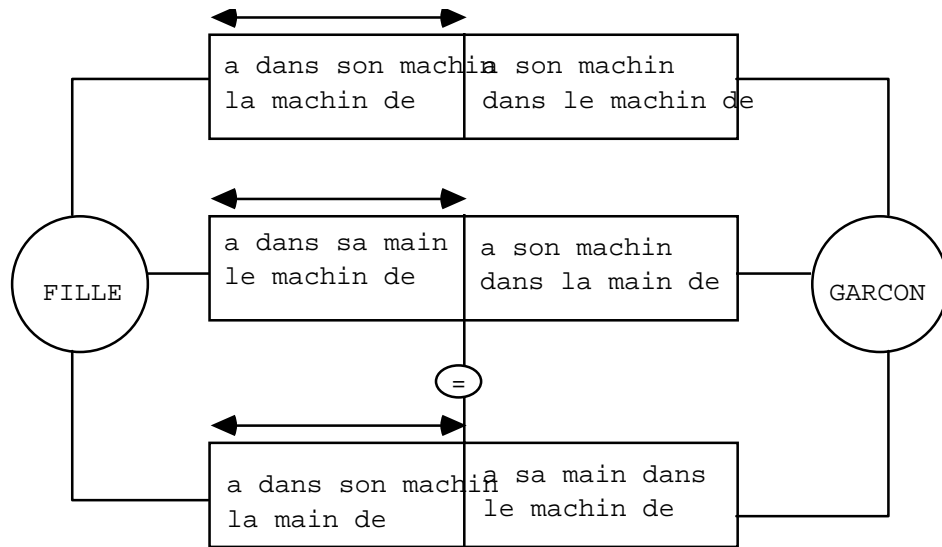 a dans son machin
la machin de
a son machin
dans le machin de
FILLE
a dans sa main
le machin de
a son machin
dans la main de
GARCON
=
a dans son machin
la main de
a sa main dans
le machin de